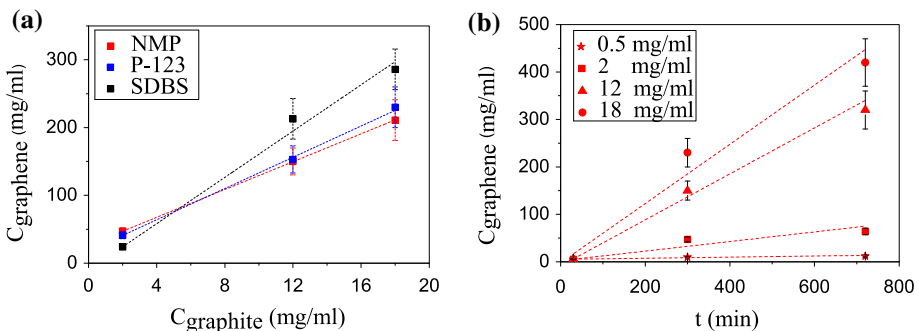 (a)
NMP
P-123
SDBS
Cgraphene (mg/ml)
300
200
100
0
0 4 8 12 16 20
Cgraphite (mg/ml)
(b)
0.5 mg/ml
2 mg/ml
12 mg/ml
18 mg/ml
Cgraphene (mg/ml)
500
400
300
200
100
0
0 200 400 600 800
t (min)